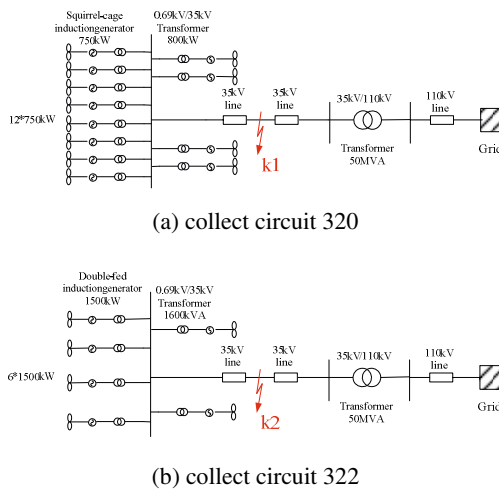 Squirrel-cage
inductiongenerator
750kW
0.69kV/35kV
Transformer
800kW
12*750kW
35kV
line
35kV
line
k1
35kV/110kV
Transformer
50MVA
110kV
line
Grid
(a) collect circuit 320
Double-fed
inductiongenerator
1500kW
0.69kV/35kV
Transformer
1600kVA
6*1500kW
35kV
line
35kV
line
k2
35kV/110kV
Transformer
50MVA
110kV
line
Grid
(b) collect circuit 322